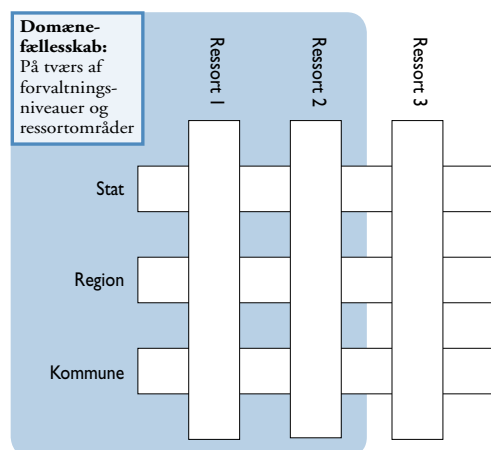 Domæne-
fællesskab:
På tværs af
forvaltnings-
niveauer og
ressortområder
Ressort 1
Ressort 2
Ressort 3
Stat
Region
Kommune